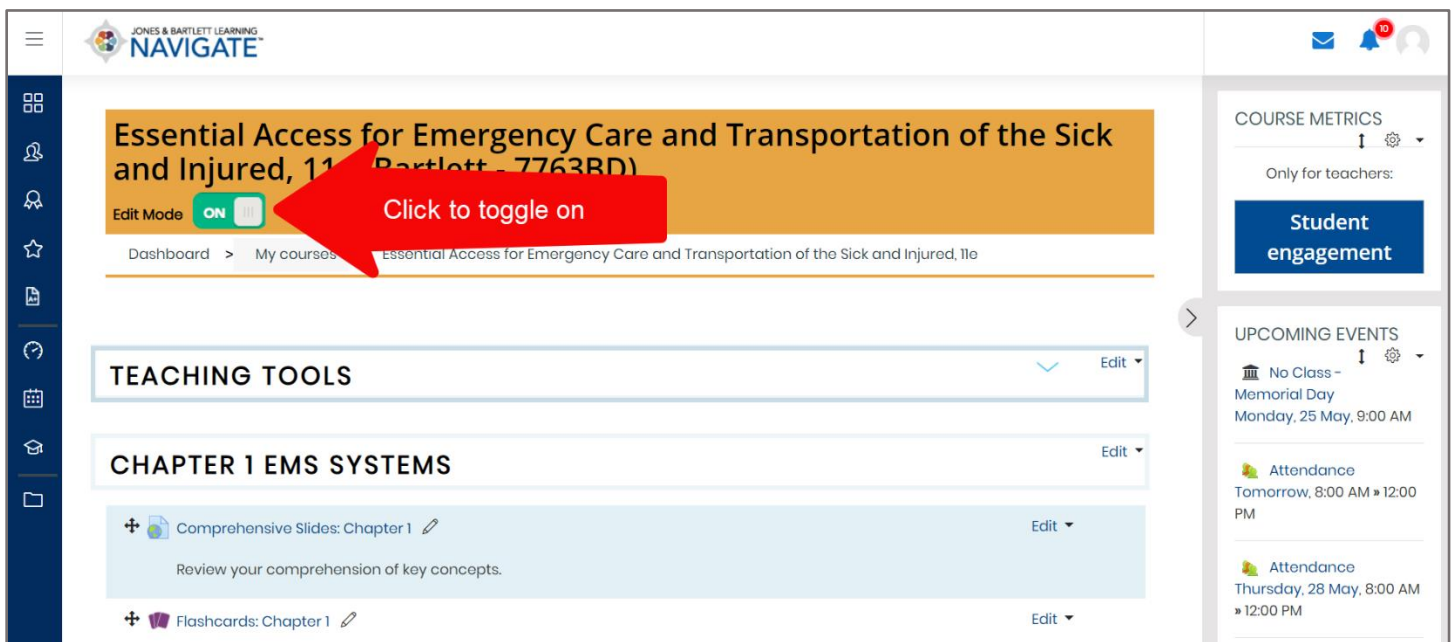 JONES & BARTLETT LEARNING
NAVIGATE™
10
Essential Access for Emergency Care and Transportation of the Sick
and Injured, 11 Bartlett - 7763BD)
Edit Mode ON
Click to toggle on
Dashboard > My courses Essential Access for Emergency Care and Transportation of the Sick and Injured, 11e
TEACHING TOOLS
Edit
CHAPTER 1 EMS SYSTEMS
Edit
Comprehensive Slides: Chapter 1
Edit
Review your comprehension of key concepts.
Flashcards: Chapter 1
Edit
COURSE METRICS
Only for teachers:
Student
engagement
UPCOMING EVENTS
No Class -
Memorial Day
Monday, 25 May, 9:00 AM
Attendance
Tomorrow, 8:00 AM » 12:00
PM
Attendance
Thursday, 28 May, 8:00 AM
» 12:00 PM